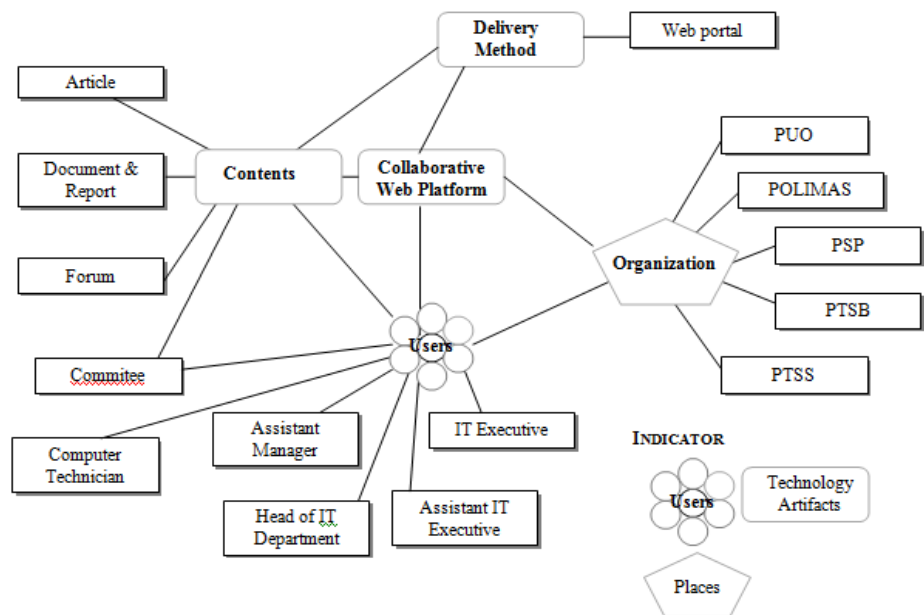 Delivery
Method
Web portal
Article
PUO
Document &
Report
Contents
Collaborative
Web Platform
POLIMAS
PSP
Organization
Forum
PTSB
Users
Commitee
PTSS
Assistant
Manager
IT Executive
Computer
Technician
INDICATOR
Head of IT
Department
Assistant IT
Executive
Users
Technology
Artifacts
Places